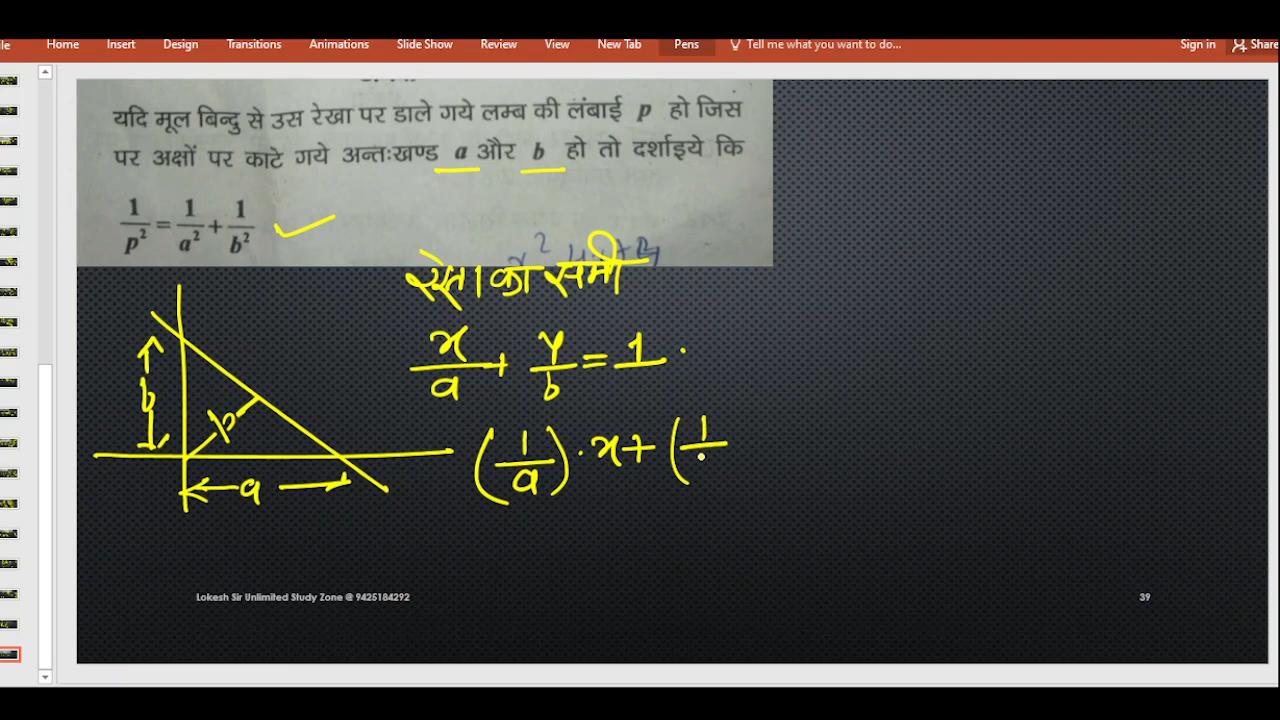 Home Insert Design Transitions Animations Slide Show Review View New Tab Pens Tell me what you want to do... Sign in Share
यदि मूल बिन्दु से उस रेखा पर डाले गये लम्ब की लंबाई p हो जिस
पर अक्षों पर काटे गये अन्तःखण्ड a और b हो तो दर्शाइये कि
1/p² = 1/a² + 1/b²
रेखा का समी
x/a + y/b = 1
b
p
a
(1/a) · x + (1
Lokesh Sir Unlimited Study Zone @ 9425184292
39